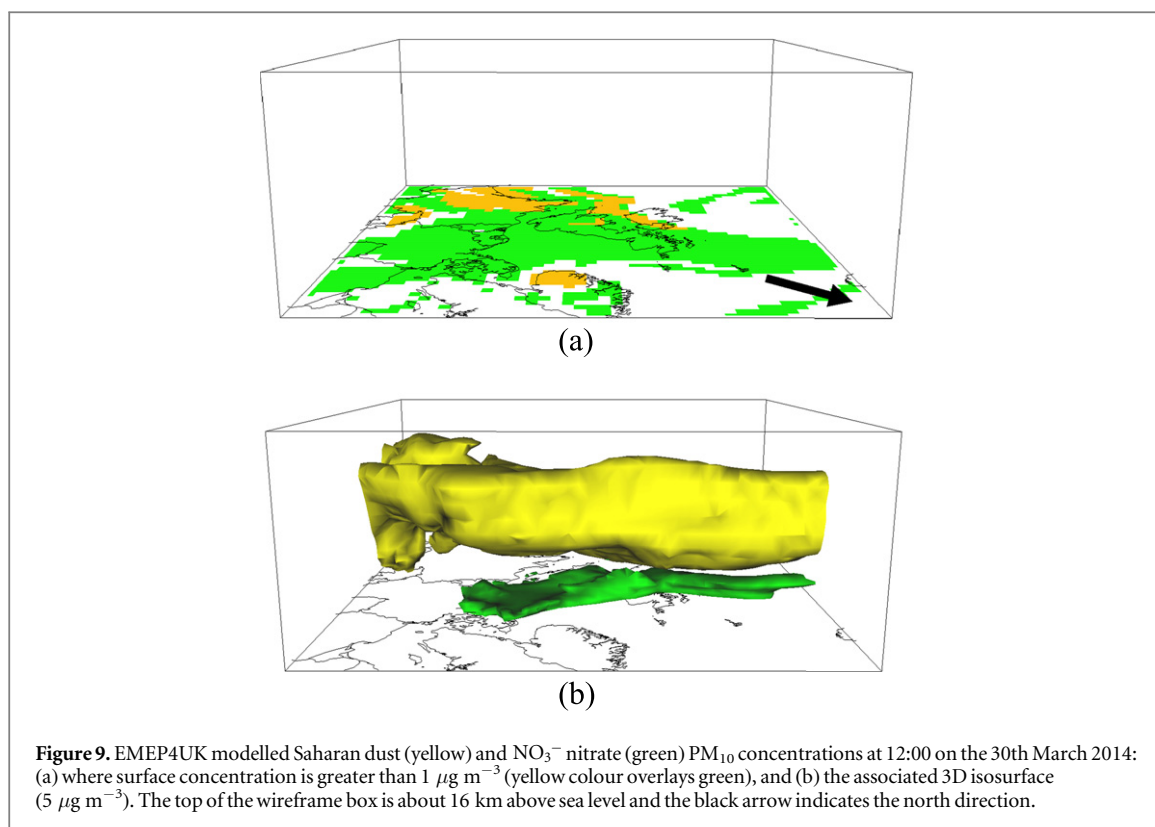 (a)
(b)
Figure 9. EMEP4UK modelled Saharan dust (yellow) and NO₃⁻ nitrate (green) PM₁₀ concentrations at 12:00 on the 30th March 2014:
(a) where surface concentration is greater than 1 μg m⁻³ (yellow colour overlays green), and (b) the associated 3D isosurface
(5 μg m⁻³). The top of the wireframe box is about 16 km above sea level and the black arrow indicates the north direction.